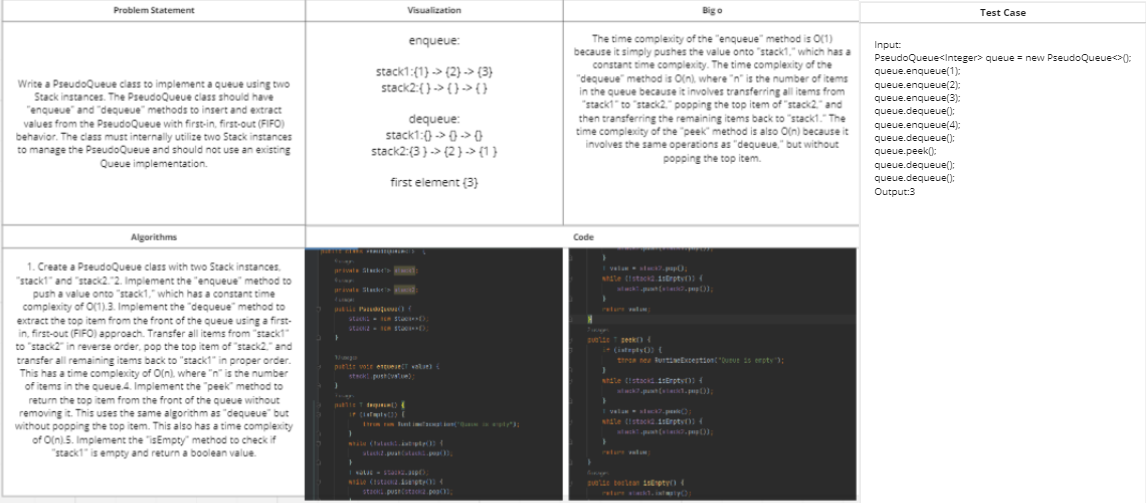 Problem Statement
Write a PseudoQueue class to implement a queue using two
Stack instances. The PseudoQueue class should have
"enqueue" and "dequeue" methods to insert and extract
values from the PseudoQueue with first-in, first-out (FIFO)
behavior. The class must internally utilize two Stack instances
to manage the PseudoQueue and should not use an existing
Queue implementation.
Visualization
enqueue:
stack1:{1} -> {2} -> {3}
stack2:{ } -> { } -> { }
dequeue:
stack1:{} -> {} -> {}
stack2:{3 } -> {2 } -> {1 }
first element {3}
Big o
The time complexity of the "enqueue" method is O(1)
because it simply pushes the value onto "stack1," which has a
constant time complexity. The time complexity of the
"dequeue" method is O(n), where "n" is the number of items
in the queue because it involves transferring all items from
"stack1" to "stack2," popping the top item of "stack2," and
then transferring the remaining items back to "stack1." The
time complexity of the "peek" method is also O(n) because it
involves the same operations as "dequeue," but without
popping the top item.
Test Case
Input:
PseudoQueue<Integer> queue = new PseudoQueue<>();
queue.enqueue(1);
queue.enqueue(2);
queue.enqueue(3);
queue.dequeue();
queue.enqueue(4);
queue.dequeue();
queue.peek();
queue.dequeue();
queue.dequeue();
Output:3
Algorithms
1. Create a PseudoQueue class with two Stack instances,
"stack1" and "stack2."2. Implement the "enqueue" method to
push a value onto "stack1," which has a constant time
complexity of O(1).3. Implement the "dequeue" method to
extract the top item from the front of the queue using a first-
in, first-out (FIFO) approach. Transfer all items from "stack1"
to "stack2" in reverse order, pop the top item of "stack2," and
transfer all remaining items back to "stack1" in proper order.
This has a time complexity of O(n), where "n" is the number
of items in the queue.4. Implement the "peek" method to
return the top item from the front of the queue without
removing it. This uses the same algorithm as "dequeue" but
without popping the top item. This also has a time complexity
of O(n).5. Implement the "isEmpty" method to check if
"stack1" is empty and return a boolean value.
Code
private Stack<T> stack1;
private Stack<T> stack2;
public PseudoQueue() {
stack1 = new Stack<>();
stack2 = new Stack<>();
}
public void enqueue(T value) {
stack1.push(value);
}
public T dequeue() {
if (isEmpty()) {
throw new RuntimeException("Queue is empty");
}
while (!stack1.isEmpty()) {
stack2.push(stack1.pop());
}
T value = stack2.pop();
while (!stack2.isEmpty()) {
stack1.push(stack2.pop());
}
T value = stack2.pop();
while (!stack2.isEmpty()) {
stack1.push(stack2.pop());
}
return value;
}
public T peek() {
if (isEmpty()) {
throw new RuntimeException("Queue is empty");
}
while (!stack1.isEmpty()) {
stack2.push(stack1.pop());
}
T value = stack2.peek();
while (!stack2.isEmpty()) {
stack1.push(stack2.pop());
}
return value;
}
public boolean isEmpty() {
return stack1.isEmpty();